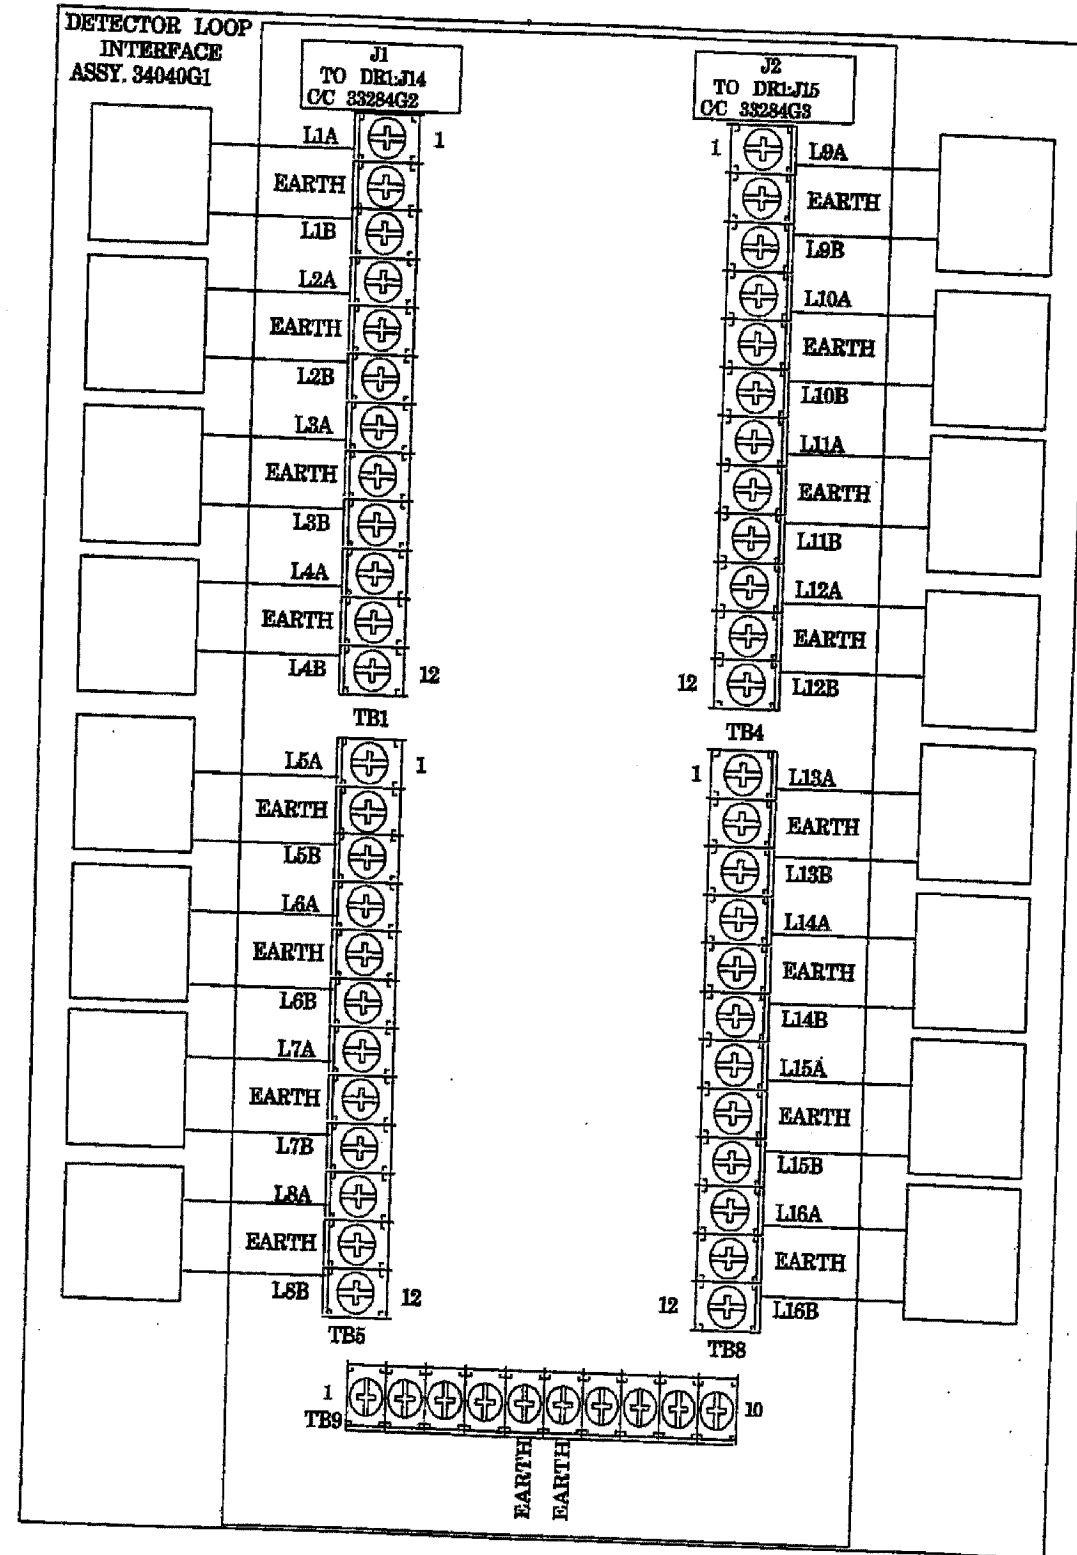 DETECTOR LOOP
INTERFACE
ASSY. 34040G1
J1
TO DR1:J14
C/C 33284G2
J2
TO DR1:J15
C/C 33284G3
L1A
1
EARTH
L1B
L2A
EARTH
L2B
L3A
EARTH
L3B
L4A
EARTH
L4B
12
TB1
1
L9A
EARTH
L9B
L10A
EARTH
L10B
L11A
EARTH
L11B
L12A
EARTH
12
L12B
TB4
L5A
1
EARTH
L5B
L6A
EARTH
L6B
L7A
EARTH
L7B
L8A
EARTH
L8B
12
TB5
1
L13A
EARTH
L13B
L14A
EARTH
L14B
L15A
EARTH
L15B
L16A
EARTH
12
L16B
TB8
1
TB9
10
EARTH
EARTH